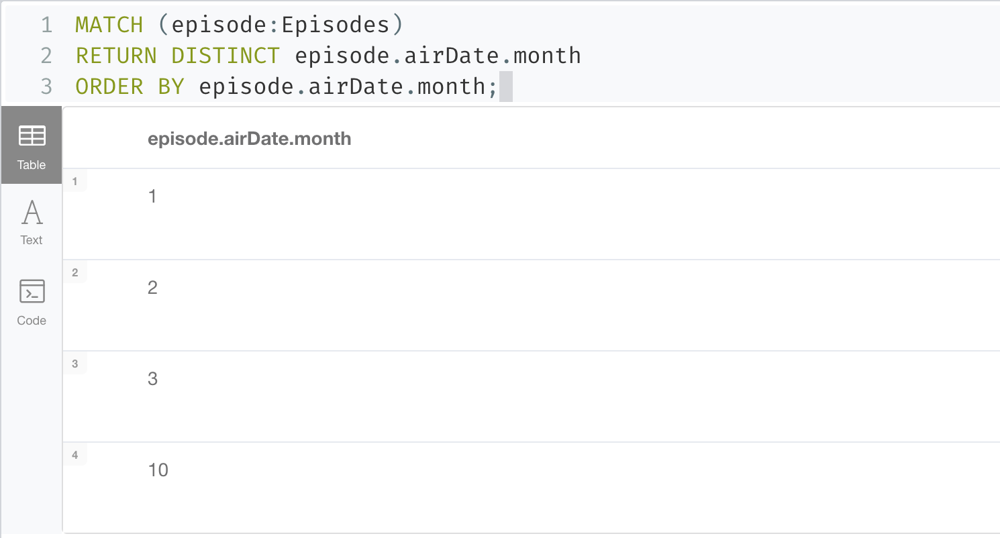 1 MATCH (episode:Episodes)
2 RETURN DISTINCT episode.airDate.month
3 ORDER BY episode.airDate.month;
Table
Text
Code
episode.airDate.month
1
1
2
2
3
3
4
10